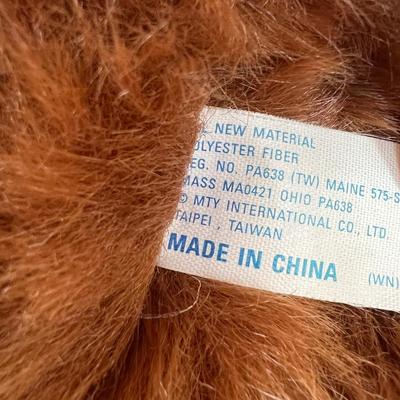 L NEW MATERIAL
OLYESTER FIBER
EG. NO. PA638 (TW) MAINE 575-S
MASS MA0421 OHIO PA638
© MTY INTERNATIONAL CO., LTD.
TAIPEI, TAIWAN
MADE IN CHINA (WN)